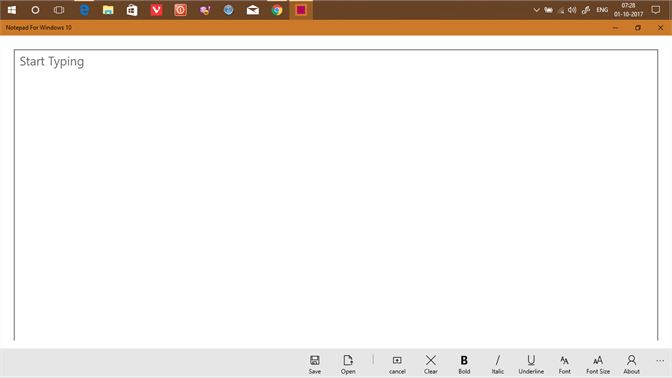 ENG
07:28
01-10-2017
Notepad For Windows 10
Start Typing
Save Open cancel Clear B Bold I Italic U Underline Font Font Size About